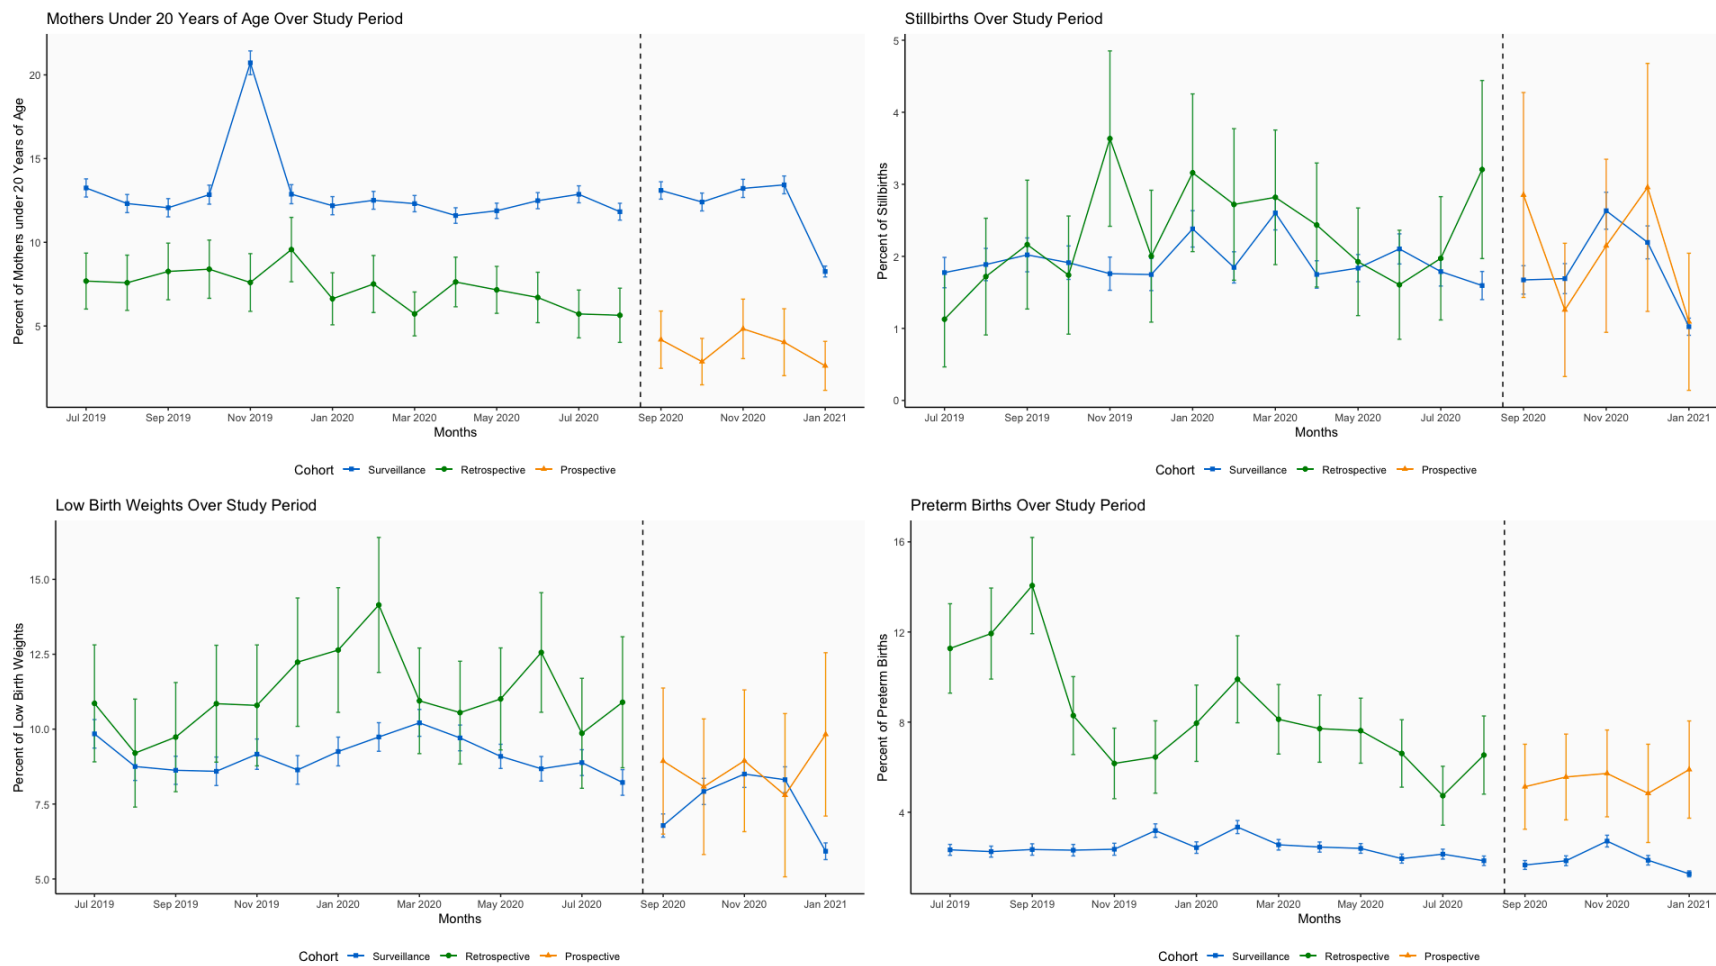 Mothers Under 20 Years of Age Over Study Period
Percent of Mothers under 20 Years of Age
20
15
10
5
Jul 2019 Sep 2019 Nov 2019 Jan 2020 Mar 2020 May 2020 Jul 2020 Sep 2020 Nov 2020 Jan 2021
Months
Cohort Surveillance Retrospective Prospective
Stillbirths Over Study Period
Percent of Stillbirths
5
4
3
2
1
0
Jul 2019 Sep 2019 Nov 2019 Jan 2020 Mar 2020 May 2020 Jul 2020 Sep 2020 Nov 2020 Jan 2021
Months
Cohort Surveillance Retrospective Prospective
Low Birth Weights Over Study Period
Percent of Low Birth Weights
15.0
12.5
10.0
7.5
5.0
Jul 2019 Sep 2019 Nov 2019 Jan 2020 Mar 2020 May 2020 Jul 2020 Sep 2020 Nov 2020 Jan 2021
Months
Cohort Surveillance Retrospective Prospective
Preterm Births Over Study Period
Percent of Preterm Births
16
12
8
4
Jul 2019 Sep 2019 Nov 2019 Jan 2020 Mar 2020 May 2020 Jul 2020 Sep 2020 Nov 2020 Jan 2021
Months
Cohort Surveillance Retrospective Prospective